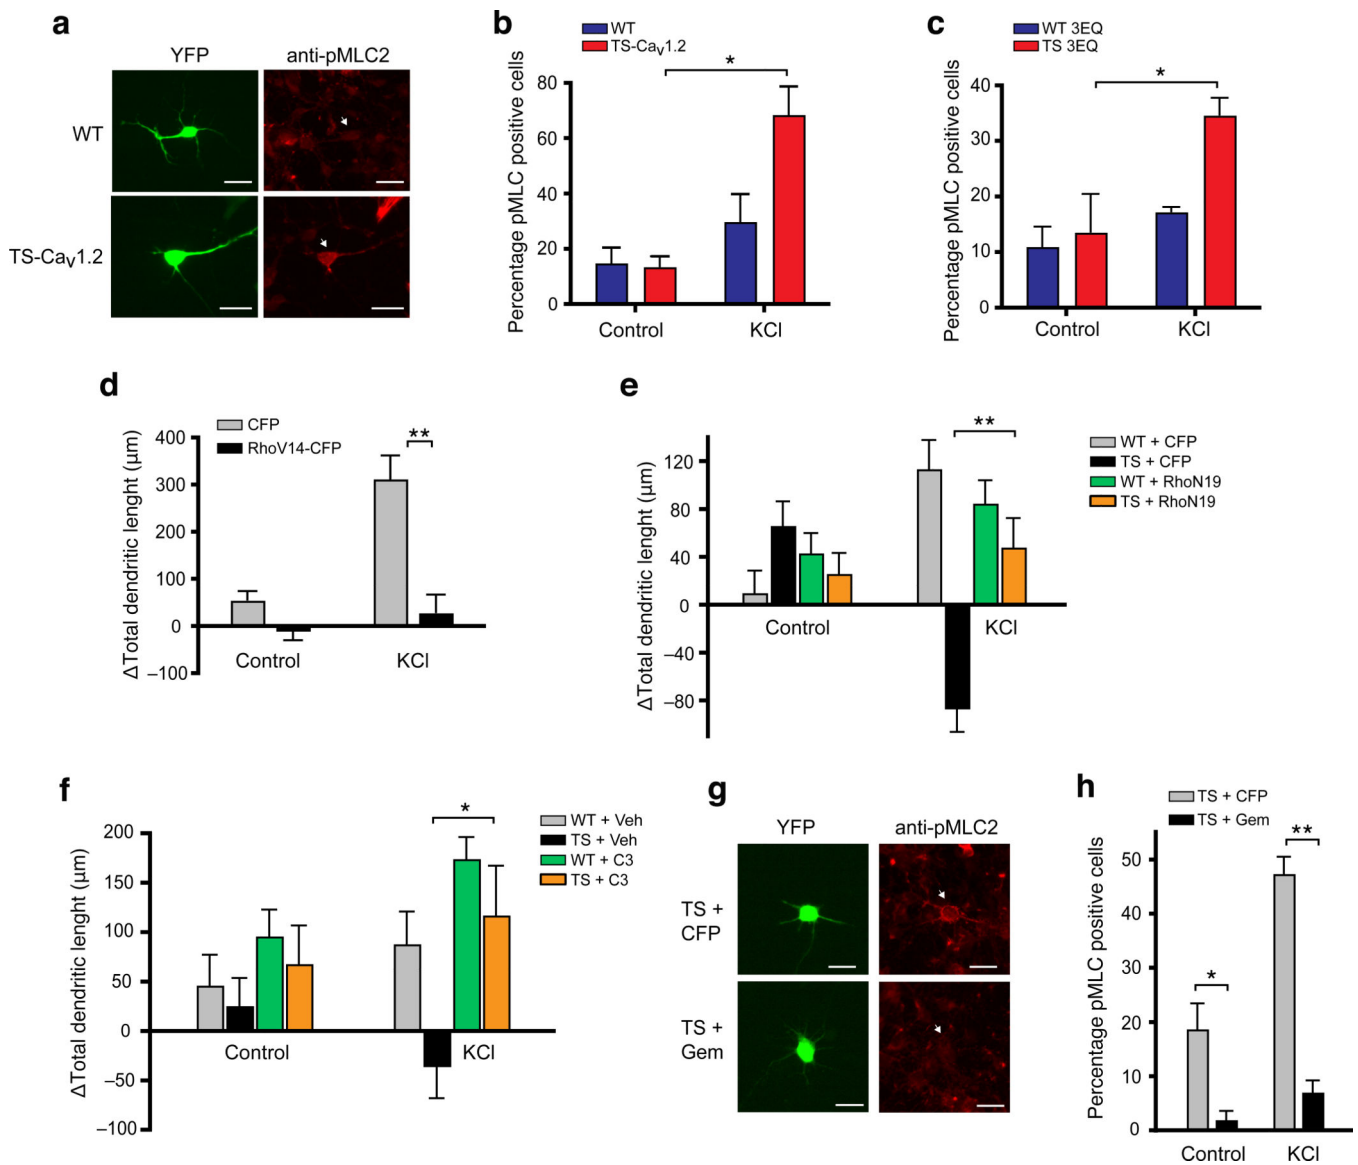 a
YFP
anti-pMLC2
WT
TS-CaV1.2
b
WT
TS-CaV1.2
*
Percentage pMLC positive cells
80
60
40
20
0
Control
KCl
c
WT 3EQ
TS 3EQ
*
Percentage pMLC positive cells
40
30
20
10
0
Control
KCl
d
CFP
RhoV14-CFP
**
ΔTotal dendritic lenght (μm)
400
300
200
100
0
–100
Control
KCl
e
**
WT + CFP
TS + CFP
WT + RhoN19
TS + RhoN19
ΔTotal dendritic lenght (μm)
120
80
40
0
–40
–80
Control
KCl
f
*
WT + Veh
TS + Veh
WT + C3
TS + C3
ΔTotal dendritic lenght (μm)
200
150
100
50
0
–50
–100
Control
KCl
g
YFP
anti-pMLC2
TS +
CFP
TS +
Gem
h
TS + CFP
TS + Gem
**
*
Percentage pMLC positive cells
50
40
50
20
10
0
Control
KCl